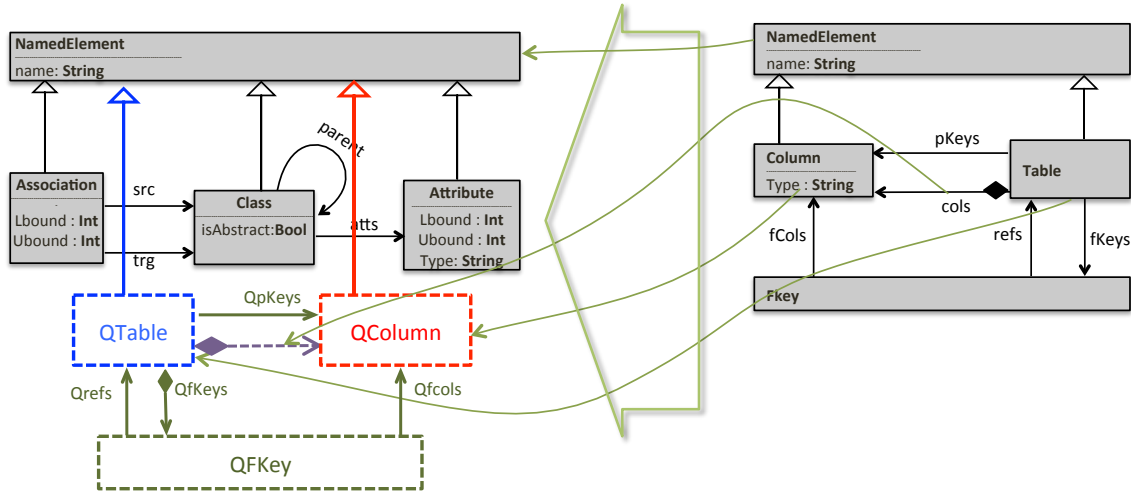 NamedElement
name: String
Association
Lbound : Int
Ubound : Int
src
trg
Class
isAbstract:Bool
parent
atts
Attribute
Lbound : Int
Ubound : Int
Type: String
QTable
QpKeys
QColumn
Qrefs
QfKeys
Qfcols
QFKey
NamedElement
name: String
Column
Type : String
pKeys
cols
Table
fCols
refs
fKeys
Fkey